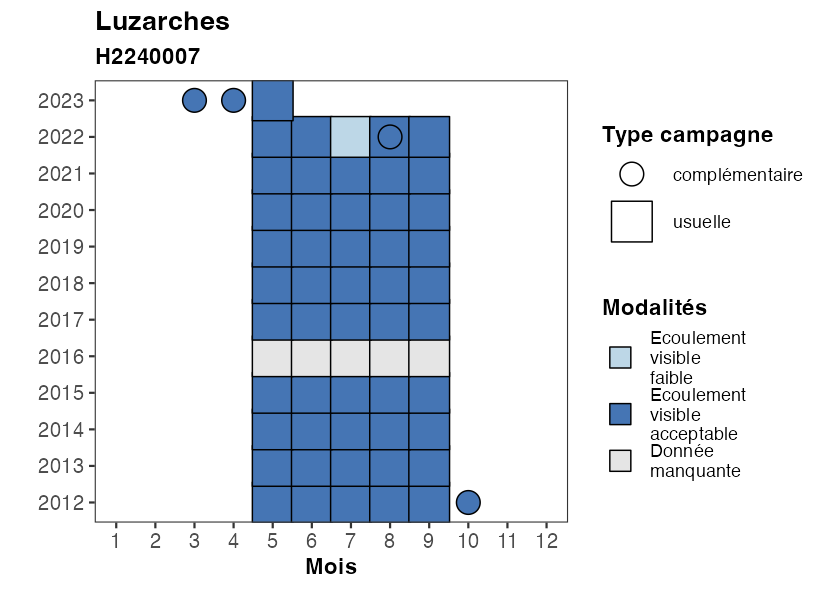 Luzarches
H2240007
2023
2022
2021
2020
2019
2018
2017
2016
2015
2014
2013
2012
1 2 3 4 5 6 7 8 9 10 11 12
Mois
Type campagne
complémentaire
usuelle
Modalités
Ecoulement
visible
faible
Ecoulement
visible
acceptable
Donnée
manquante